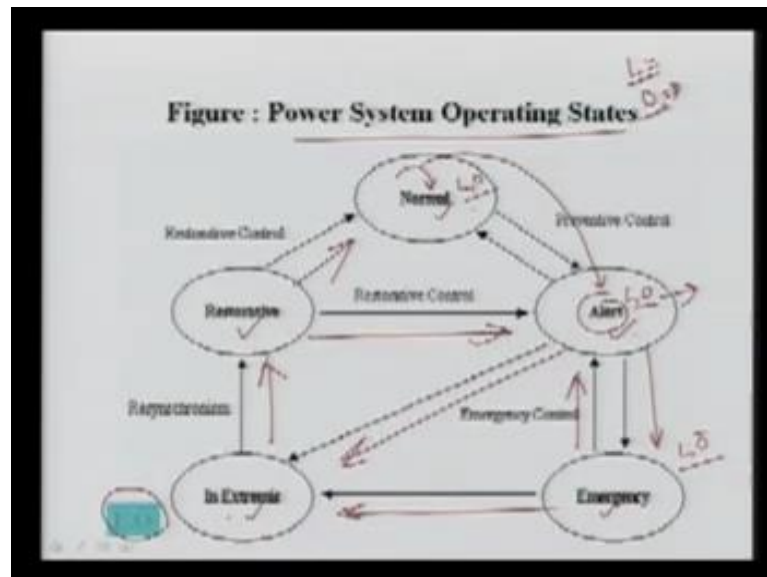 Figure : Power System Operating States
Normal
Restorative Control
Preventive Control
Restorative
Restorative Control
Alert
Resynchronism
Emergency Control
In Extremis
Emergency